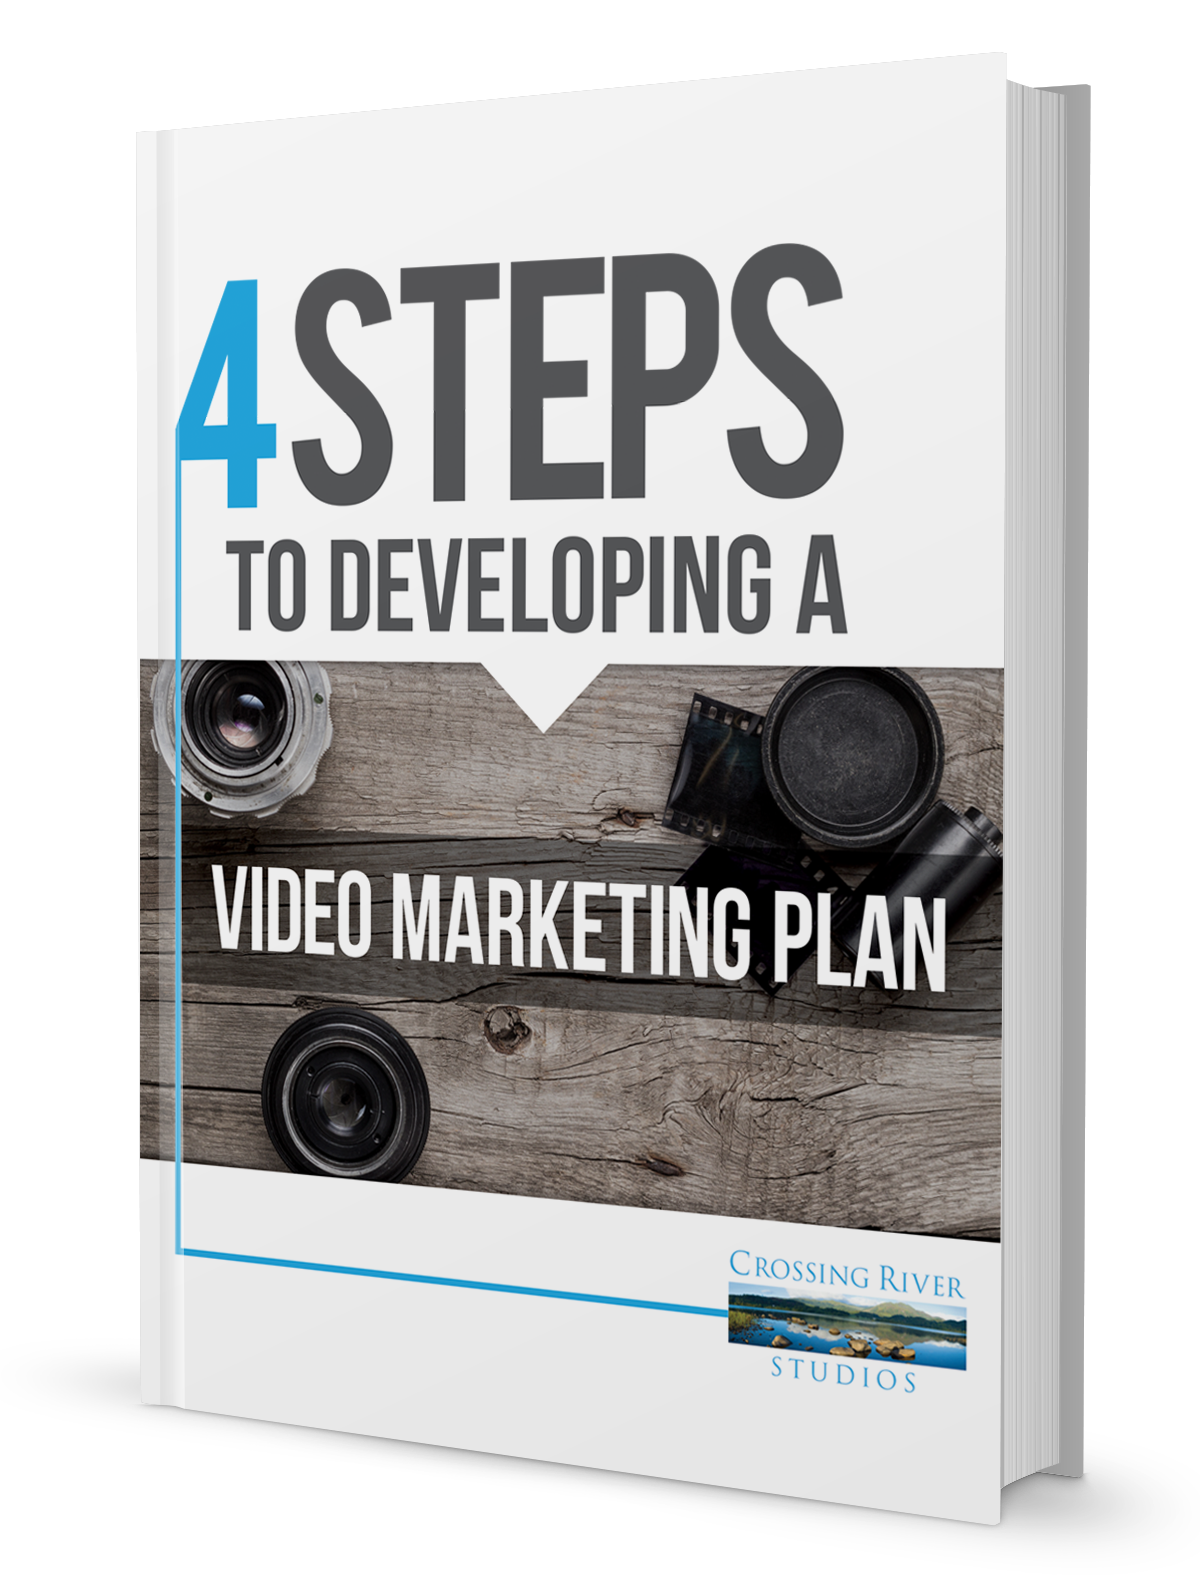 4 STEPS
TO DEVELOPING A
VIDEO MARKETING PLAN
CROSSING RIVER
STUDIOS